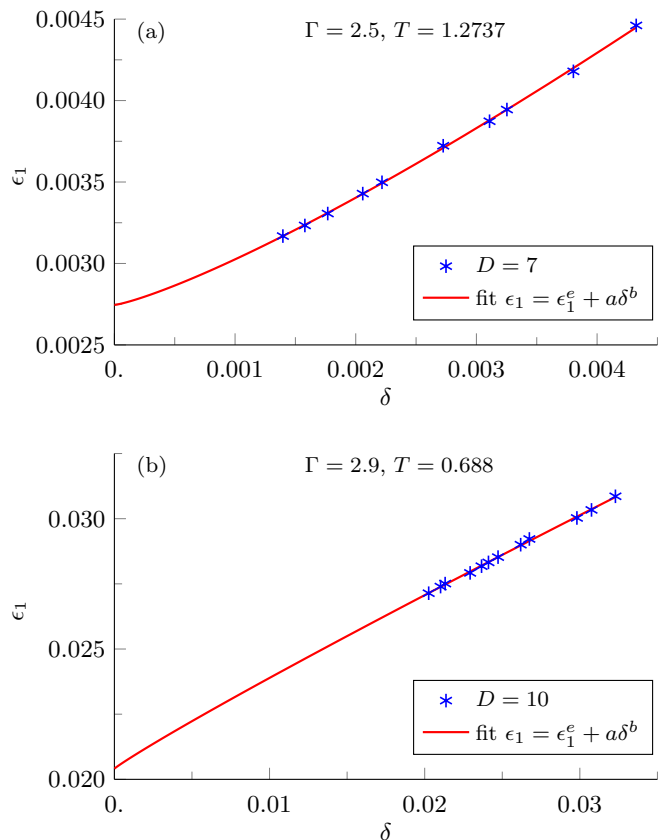 (a)
Γ = 2.5, T = 1.2737
0.0045
0.0040
0.0035
0.0030
0.0025
ϵ₁
D = 7
fit ϵ₁ = ϵ₁ᵉ + aδᵇ
0. 0.001 0.002 0.003 0.004
δ
(b)
Γ = 2.9, T = 0.688
0.030
0.025
0.020
ϵ₁
D = 10
fit ϵ₁ = ϵ₁ᵉ + aδᵇ
0. 0.01 0.02 0.03
δ